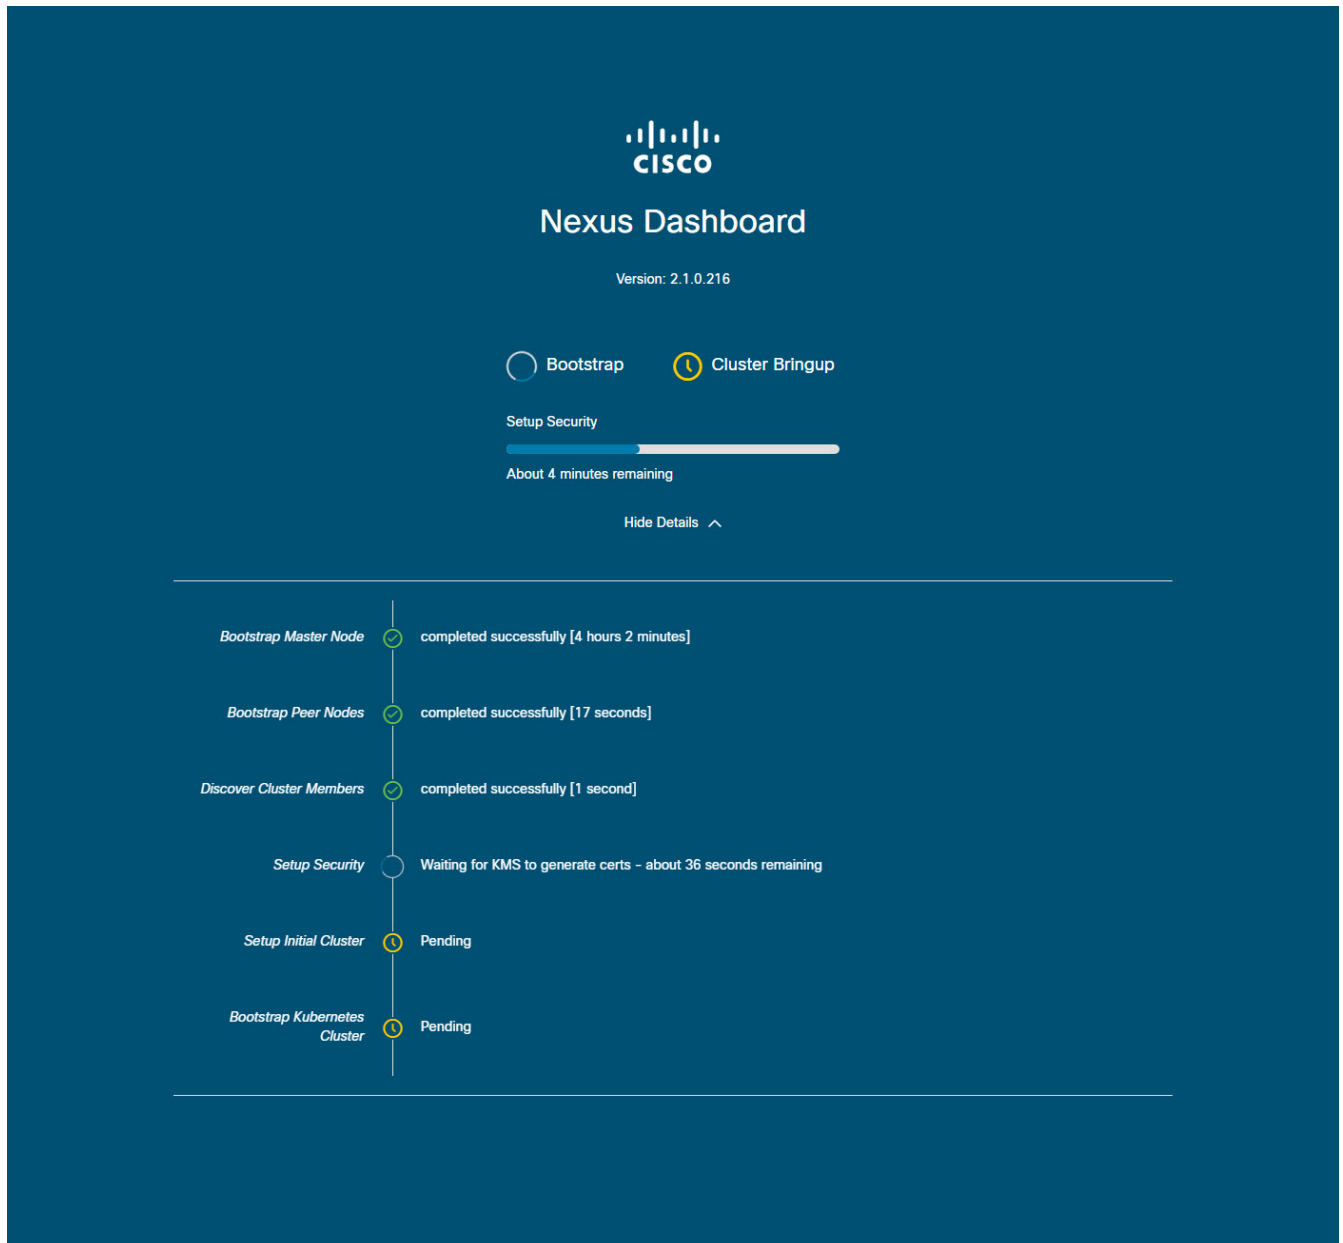 CISCO
Nexus Dashboard
Version: 2.1.0.216
Bootstrap
Cluster Bringup
Setup Security
About 4 minutes remaining
Hide Details
Bootstrap Master Node
completed successfully [4 hours 2 minutes]
Bootstrap Peer Nodes
completed successfully [17 seconds]
Discover Cluster Members
completed successfully [1 second]
Setup Security
Waiting for KMS to generate certs - about 36 seconds remaining
Setup Initial Cluster
Pending
Bootstrap Kubernetes
Cluster
Pending